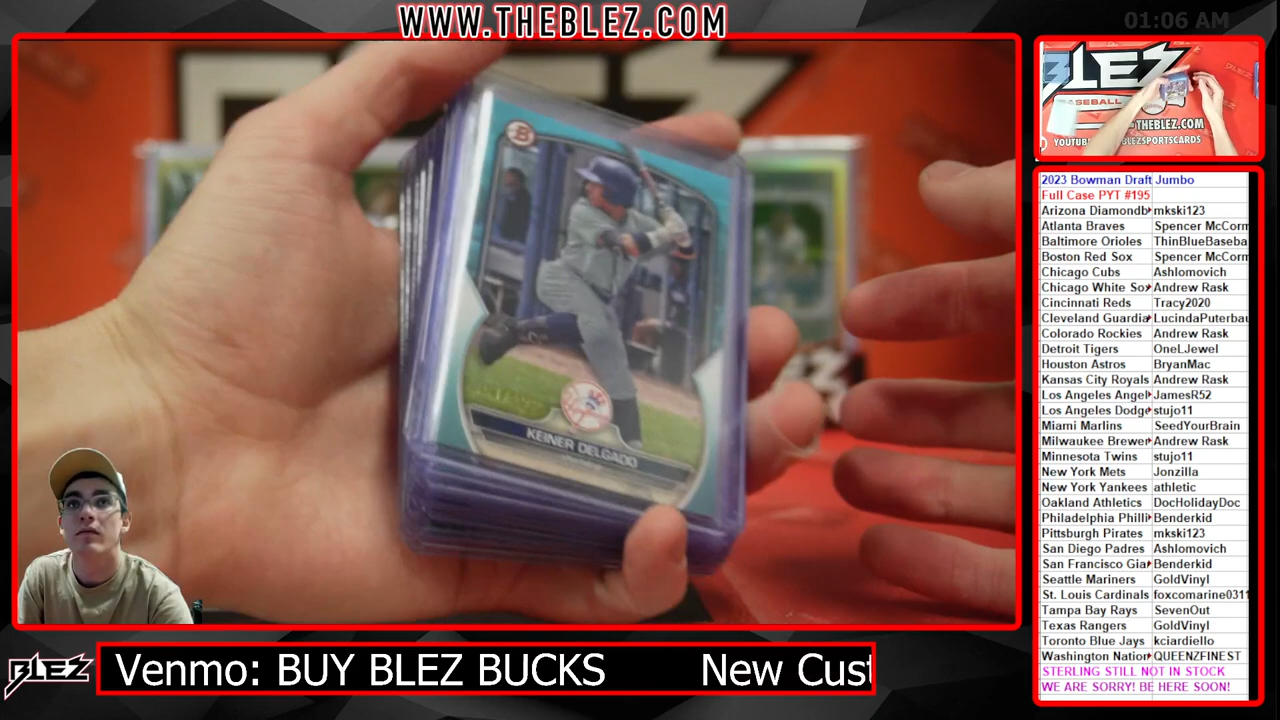 WWW.THEBLEZ.COM
01:06 AM
BLEZ
BASEBALL
THEBLEZ.COM
KEINER DELGADO
2023 Bowman Draft Jumbo
Full Case PYT #195
Arizona Diamondb mkski123
Atlanta Braves Spencer McCorm
Baltimore Orioles ThinBlueBaseba
Boston Red Sox Spencer McCorm
Chicago Cubs Ashlomovich
Chicago White Sox Andrew Rask
Cincinnati Reds Tracy2020
Cleveland Guardia LucindaPuterbau
Colorado Rockies Andrew Rask
Detroit Tigers OneLJewel
Houston Astros BryanMac
Kansas City Royals Andrew Rask
Los Angeles Angel JamesR52
Los Angeles Dodge stujo11
Miami Marlins SeedYourBrain
Milwaukee Brewer Andrew Rask
Minnesota Twins stujo11
New York Mets Jonzilla
New York Yankees athletic
Oakland Athletics DocHolidayDoc
Philadelphia Philli Benderkid
Pittsburgh Pirates mkski123
San Diego Padres Ashlomovich
San Francisco Gia Benderkid
Seattle Mariners GoldVinyl
St. Louis Cardinals foxcomarine0311
Tampa Bay Rays SevenOut
Texas Rangers GoldVinyl
Toronto Blue Jays kciardiello
Washington Nation QUEENZFINEST
STERLING STILL NOT IN STOCK
WE ARE SORRY! BE HERE SOON!
BLEZ
Venmo: BUY BLEZ BUCKS New Cust